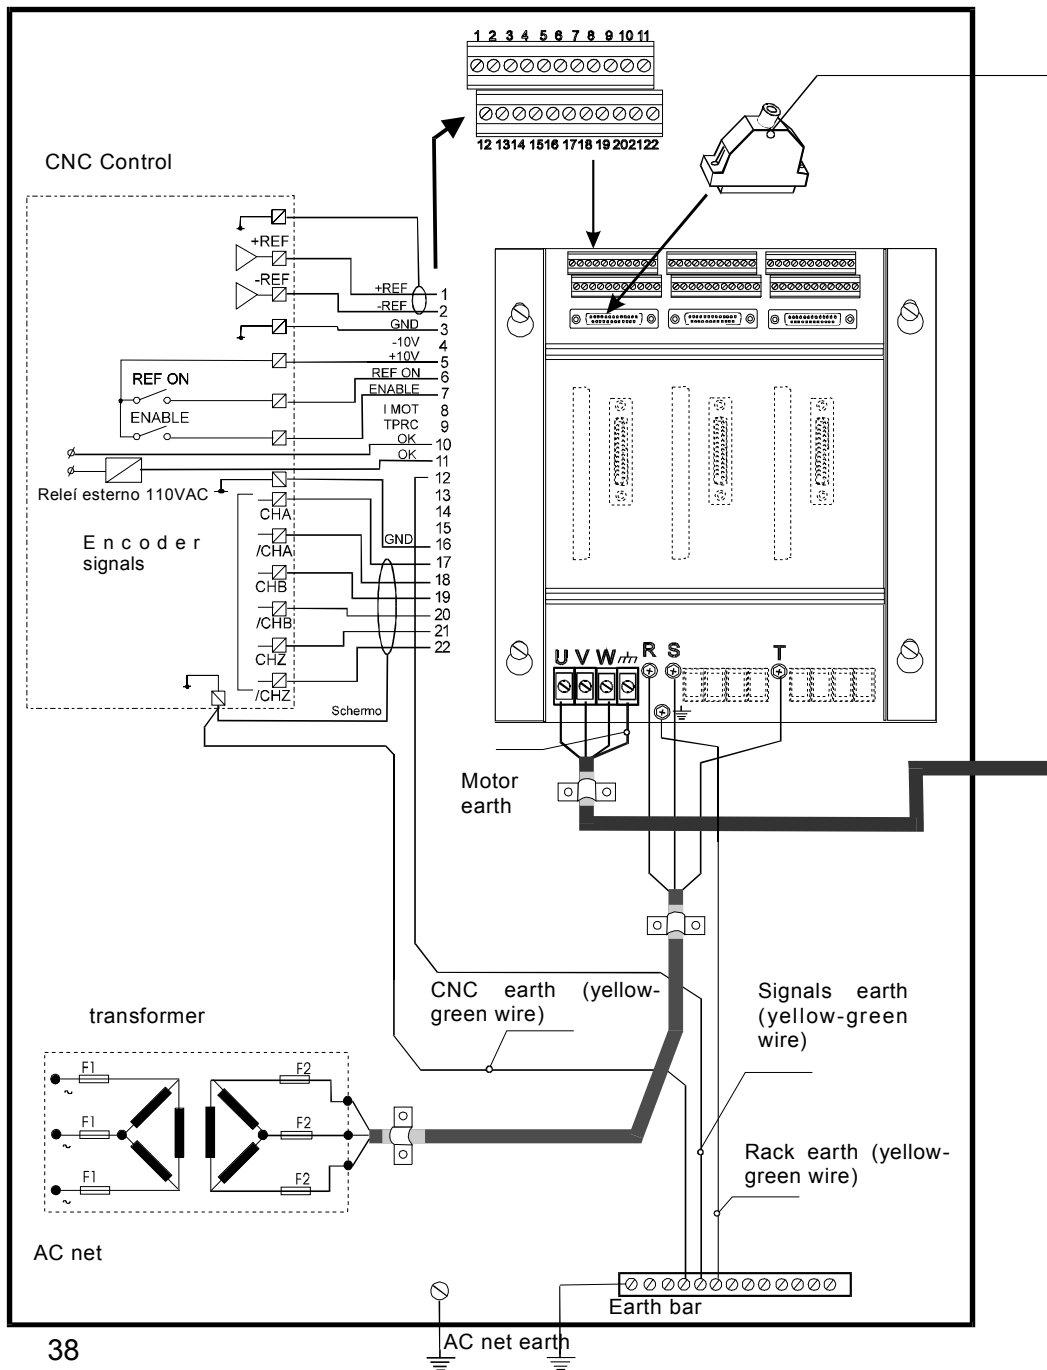 1 2 3 4 5 6 7 8 9 10 11
12 13 14 15 16 17 18 19 20 21 22
CNC Control
+REF
-REF
+REF 1
-REF 2
GND 3
-10V 4
+10V 5
REF ON 6
ENABLE 7
I MOT 8
TPRC 9
OK 10
OK 11
12
13
14
15
GND 16
17
18
19
20
21
22
REF ON
ENABLE
Releí esterno 110VAC
Encoder
signals
CHA
/CHA
CHB
/CHB
CHZ
/CHZ
Schermo
U V W R S T
Motor
earth
CNC earth (yellow-
green wire)
Signals earth
(yellow-green
wire)
transformer
F1 F2
F1 F2
F1 F2
~
~
~
Rack earth (yellow-
green wire)
AC net
Earth bar
AC net earth
38